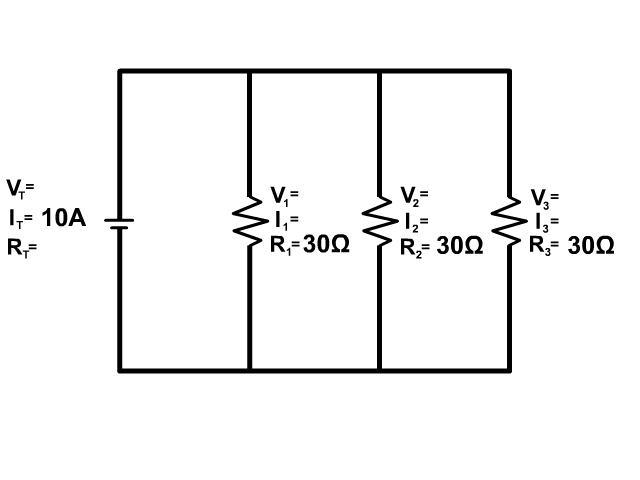 V_T=
I_T= 10A
R_T=
V_1=
I_1=
R_1= 30Ω
V_2=
I_2=
R_2= 30Ω
V_3=
I_3=
R_3= 30Ω